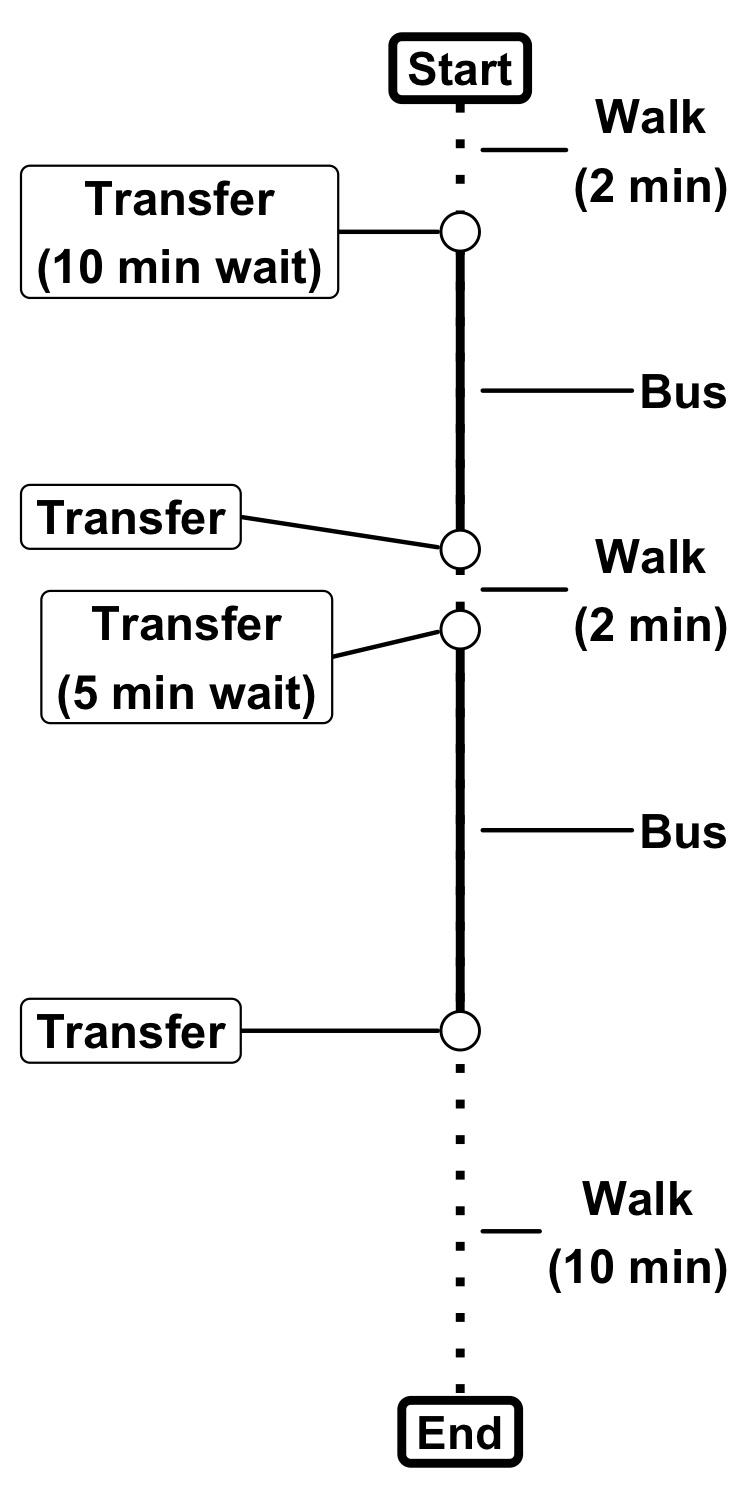 Start
Walk
(2 min)
Transfer
(10 min wait)
Bus
Transfer
Walk
(2 min)
Transfer
(5 min wait)
Bus
Transfer
Walk
(10 min)
End